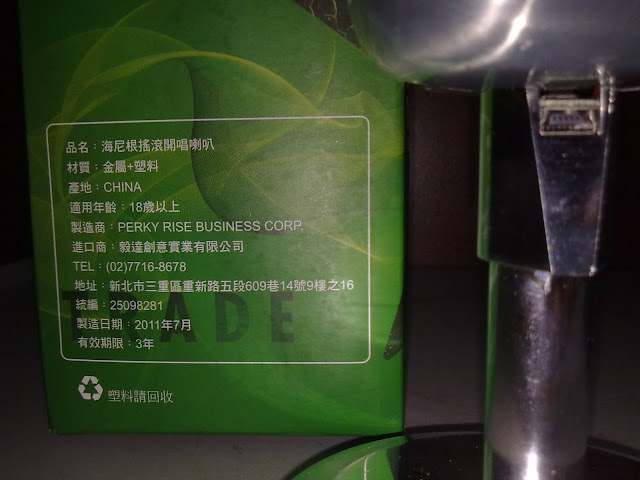 品名：海尼根搖滾開唱喇叭
材質：金屬+塑料
產地：CHINA
適用年齡：18歲以上
製造商：PERKY RISE BUSINESS CORP.
進口商：毅達創意實業有限公司
TEL：(02)7716-8678
地址：新北市三重區重新路五段609巷14號9樓之16
統編：25098281
TRADE
製造日期：2011年7月
有效期限：3年
塑料請回收